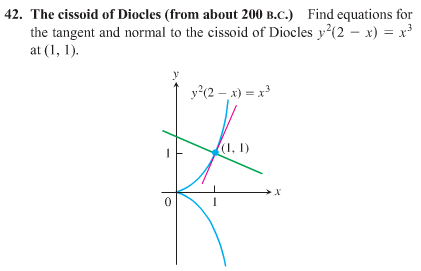 42. The cissoid of Diocles (from about 200 B.C.) Find equations for
the tangent and normal to the cissoid of Diocles y²(2 − x) = x³
at (1, 1).
y
y²(2 − x) = x³
(1, 1)
1
x
0 1